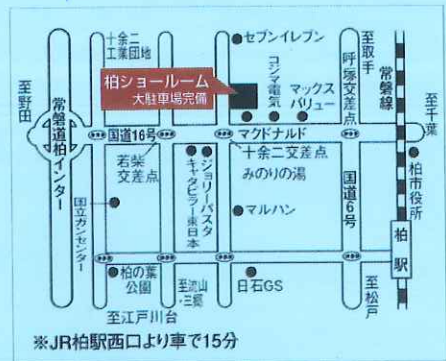 十余二
工業団地
セブンイレブン
至取手
呼塚交差点
常磐線
柏ショールーム
大駐車場完備
コジマ電気
マックス
バリュー
至野田
常磐道柏インター
国道16号
マクドナルド
至千葉
若柴
交差点
ジョリーパスタ
キャタピラー東日本
十余二交差点
みのりの湯
国道6号
柏市役所
国立ガンセンター
マルハン
柏駅
柏の葉
公園
至流山
・三郷
日石GS
至松戸
至江戸川台
※JR柏駅西口より車で15分